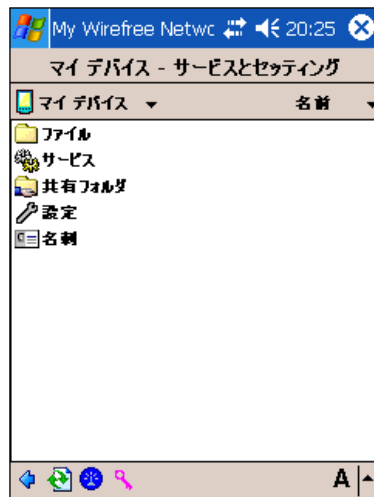 My Wirefree Netwc 20:25
マイ デバイス - サービスとセッティング
マイ デバイス 名前
ファイル
サービス
共有フォルダ
設定
名刺
A